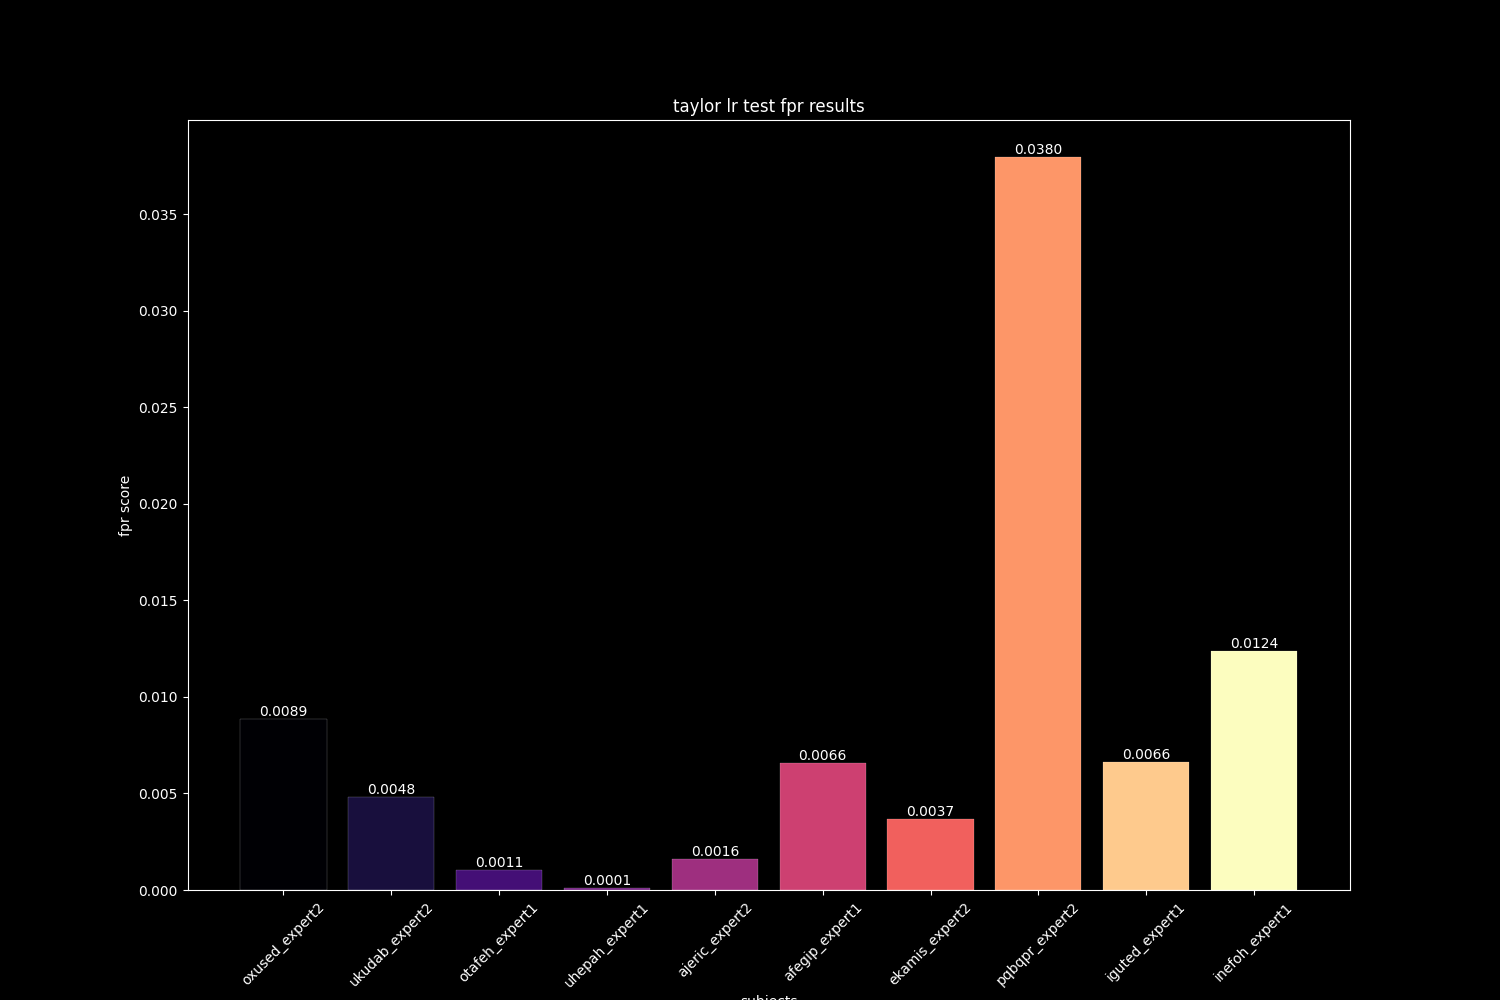 taylor lr test fpr results
0.0380
0.035
0.030
0.025
fpr score
0.020
0.015
0.0124
0.010
0.0089
0.0066
0.0066
0.005
0.0048
0.0037
0.0016
0.0011
0.0001
0.000
oxused_expert2
ukudab_expert2
otafeh_expert1
uhepah_expert1
ajeric_expert2
afegip_expert1
ekamis_expert2
pqbqpr_expert2
iguted_expert1
inefoh_expert1
subjects